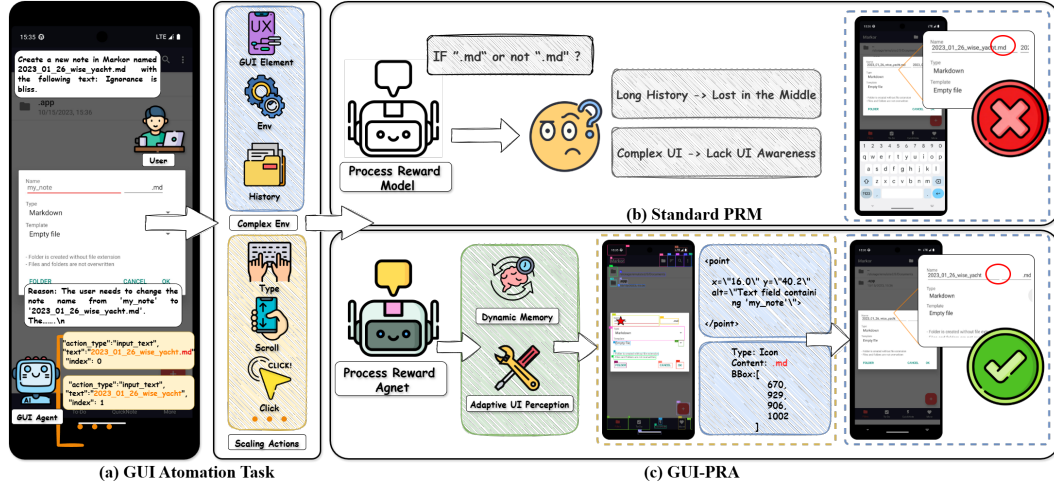 15:35
LTE
Create a new note in Markor named
2023_01_26_wise_yacht.md with
the following text: Ignorance is
bliss.
.app
10/15/2023, 15:36
User
Name
my_note
.md
Type
Markdown
Template
Empty file
- Folder is created without file extension
- Files and folders are not overwritten
FOLDER
CANCEL
OK
Reason: The user needs to change the
note name from 'my_note' to
'2023_01_26_wise_yacht.md'.
The……\n
"action_type":"input_text",
"text":"2023_01_26_wise_yacht.md"
"index": 0
"action_type":"input_text",
"text":"2023_01_26_wise_yacht",
"index": 1
AI
GUI Agent
To-Do
QuickNote
More
(a) GUI Atomation Task
UX
GUI Element
Env
History
Complex Env
Type
Scroll
CLICK!
Click
Scaling Actions
IF ".md" or not ".md" ?
Process Reward
Model
Long History -> Lost in the Middle
Complex UI -> Lack UI Awareness
Name
2023_01_26_wise_yacht.md
Type
Markdown
Template
Empty file
FOLDER
CANCEL
(b) Standard PRM
Process Reward
Agnet
Dynamic Memory
Adaptive UI Perception
<point
x=\"16.0\" y=\"40.2\"
alt=\"Text field containi
ng 'my_note'\">
</point>
Type: Icon
Content: .md
BBox:[
670,
929,
906,
1002
]
Name
2023_01_26_wise_yacht
.md
Type
Markdown
Template
Empty file
(c) GUI-PRA